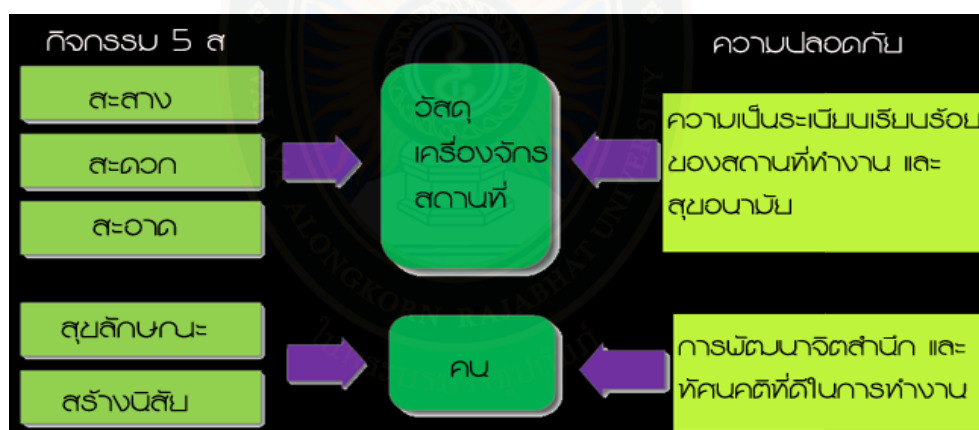 กิจกรรม 5 ส
สะสาง
สะดวก
สะอาด
สุขลักษณะ
สร้างนิสัย
วัสดุ
เครื่องจักร
สถานที่
คน
ความปลอดภัย
ความเป็นระเบียบเรียบร้อย
ของสถานที่ทำงาน และ
สุขอนามัย
การพัฒนาจิตสำนึก และ
ทัศนคติที่ดีในการทำงาน
ALONGKORN RAJABHAT UNIVERSITY